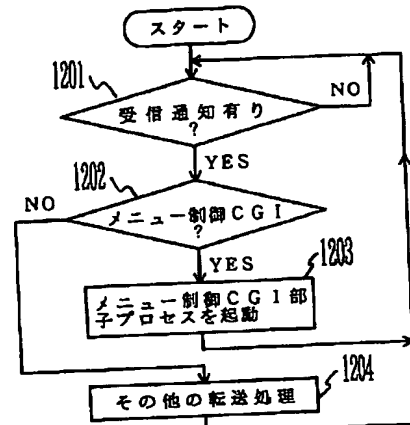 スタート
1201
受信通知有り
?
NO
YES
1202
NO
メニュー制御CGI
?
YES
1203
メニュー制御CGI部
子プロセスを起動
1204
その他の転送処理